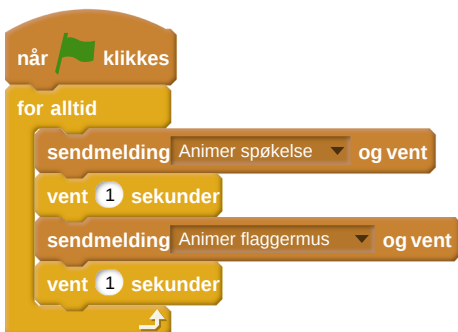 når klikkes
for alltid
sendmelding Animer spøkelse og vent
vent 1 sekunder
sendmelding Animer flaggermus og vent
vent 1 sekunder